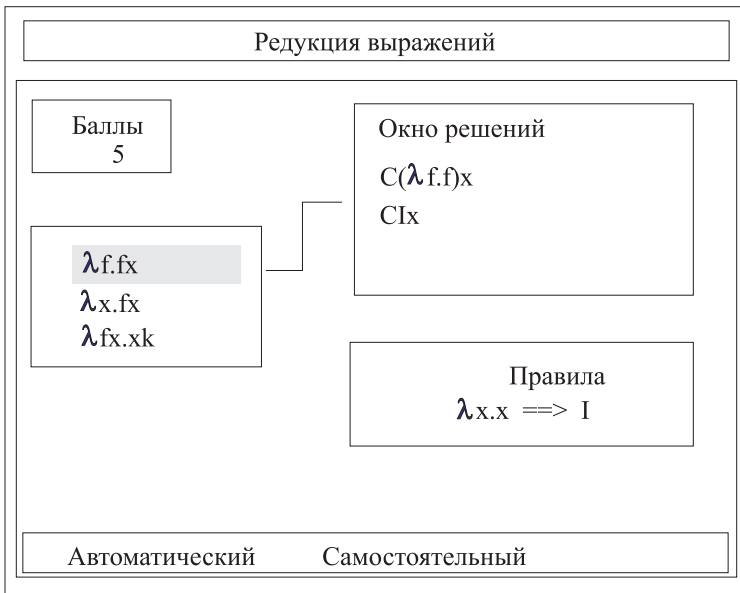 Редукция выражений
Баллы
5
Окно решений
C(λf.f)x
CIx
λf.fx
λx.fx
λfx.xk
Правила
λx.x ==> I
Автоматический Самостоятельный